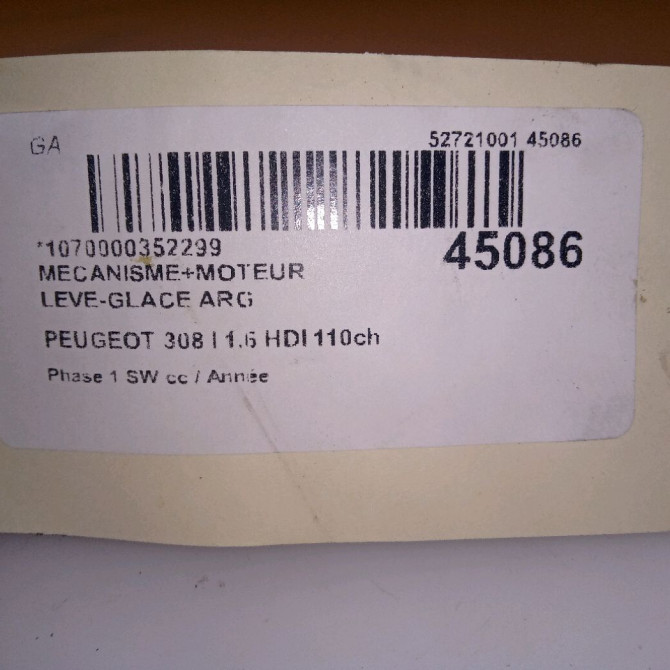 GA
52721001 45086
*1070000352299
45086
MECANISME+MOTEUR
LEVE-GLACE ARG
PEUGEOT 308 I 1.6 HDI 110ch
Phase 1 SW cc / Année